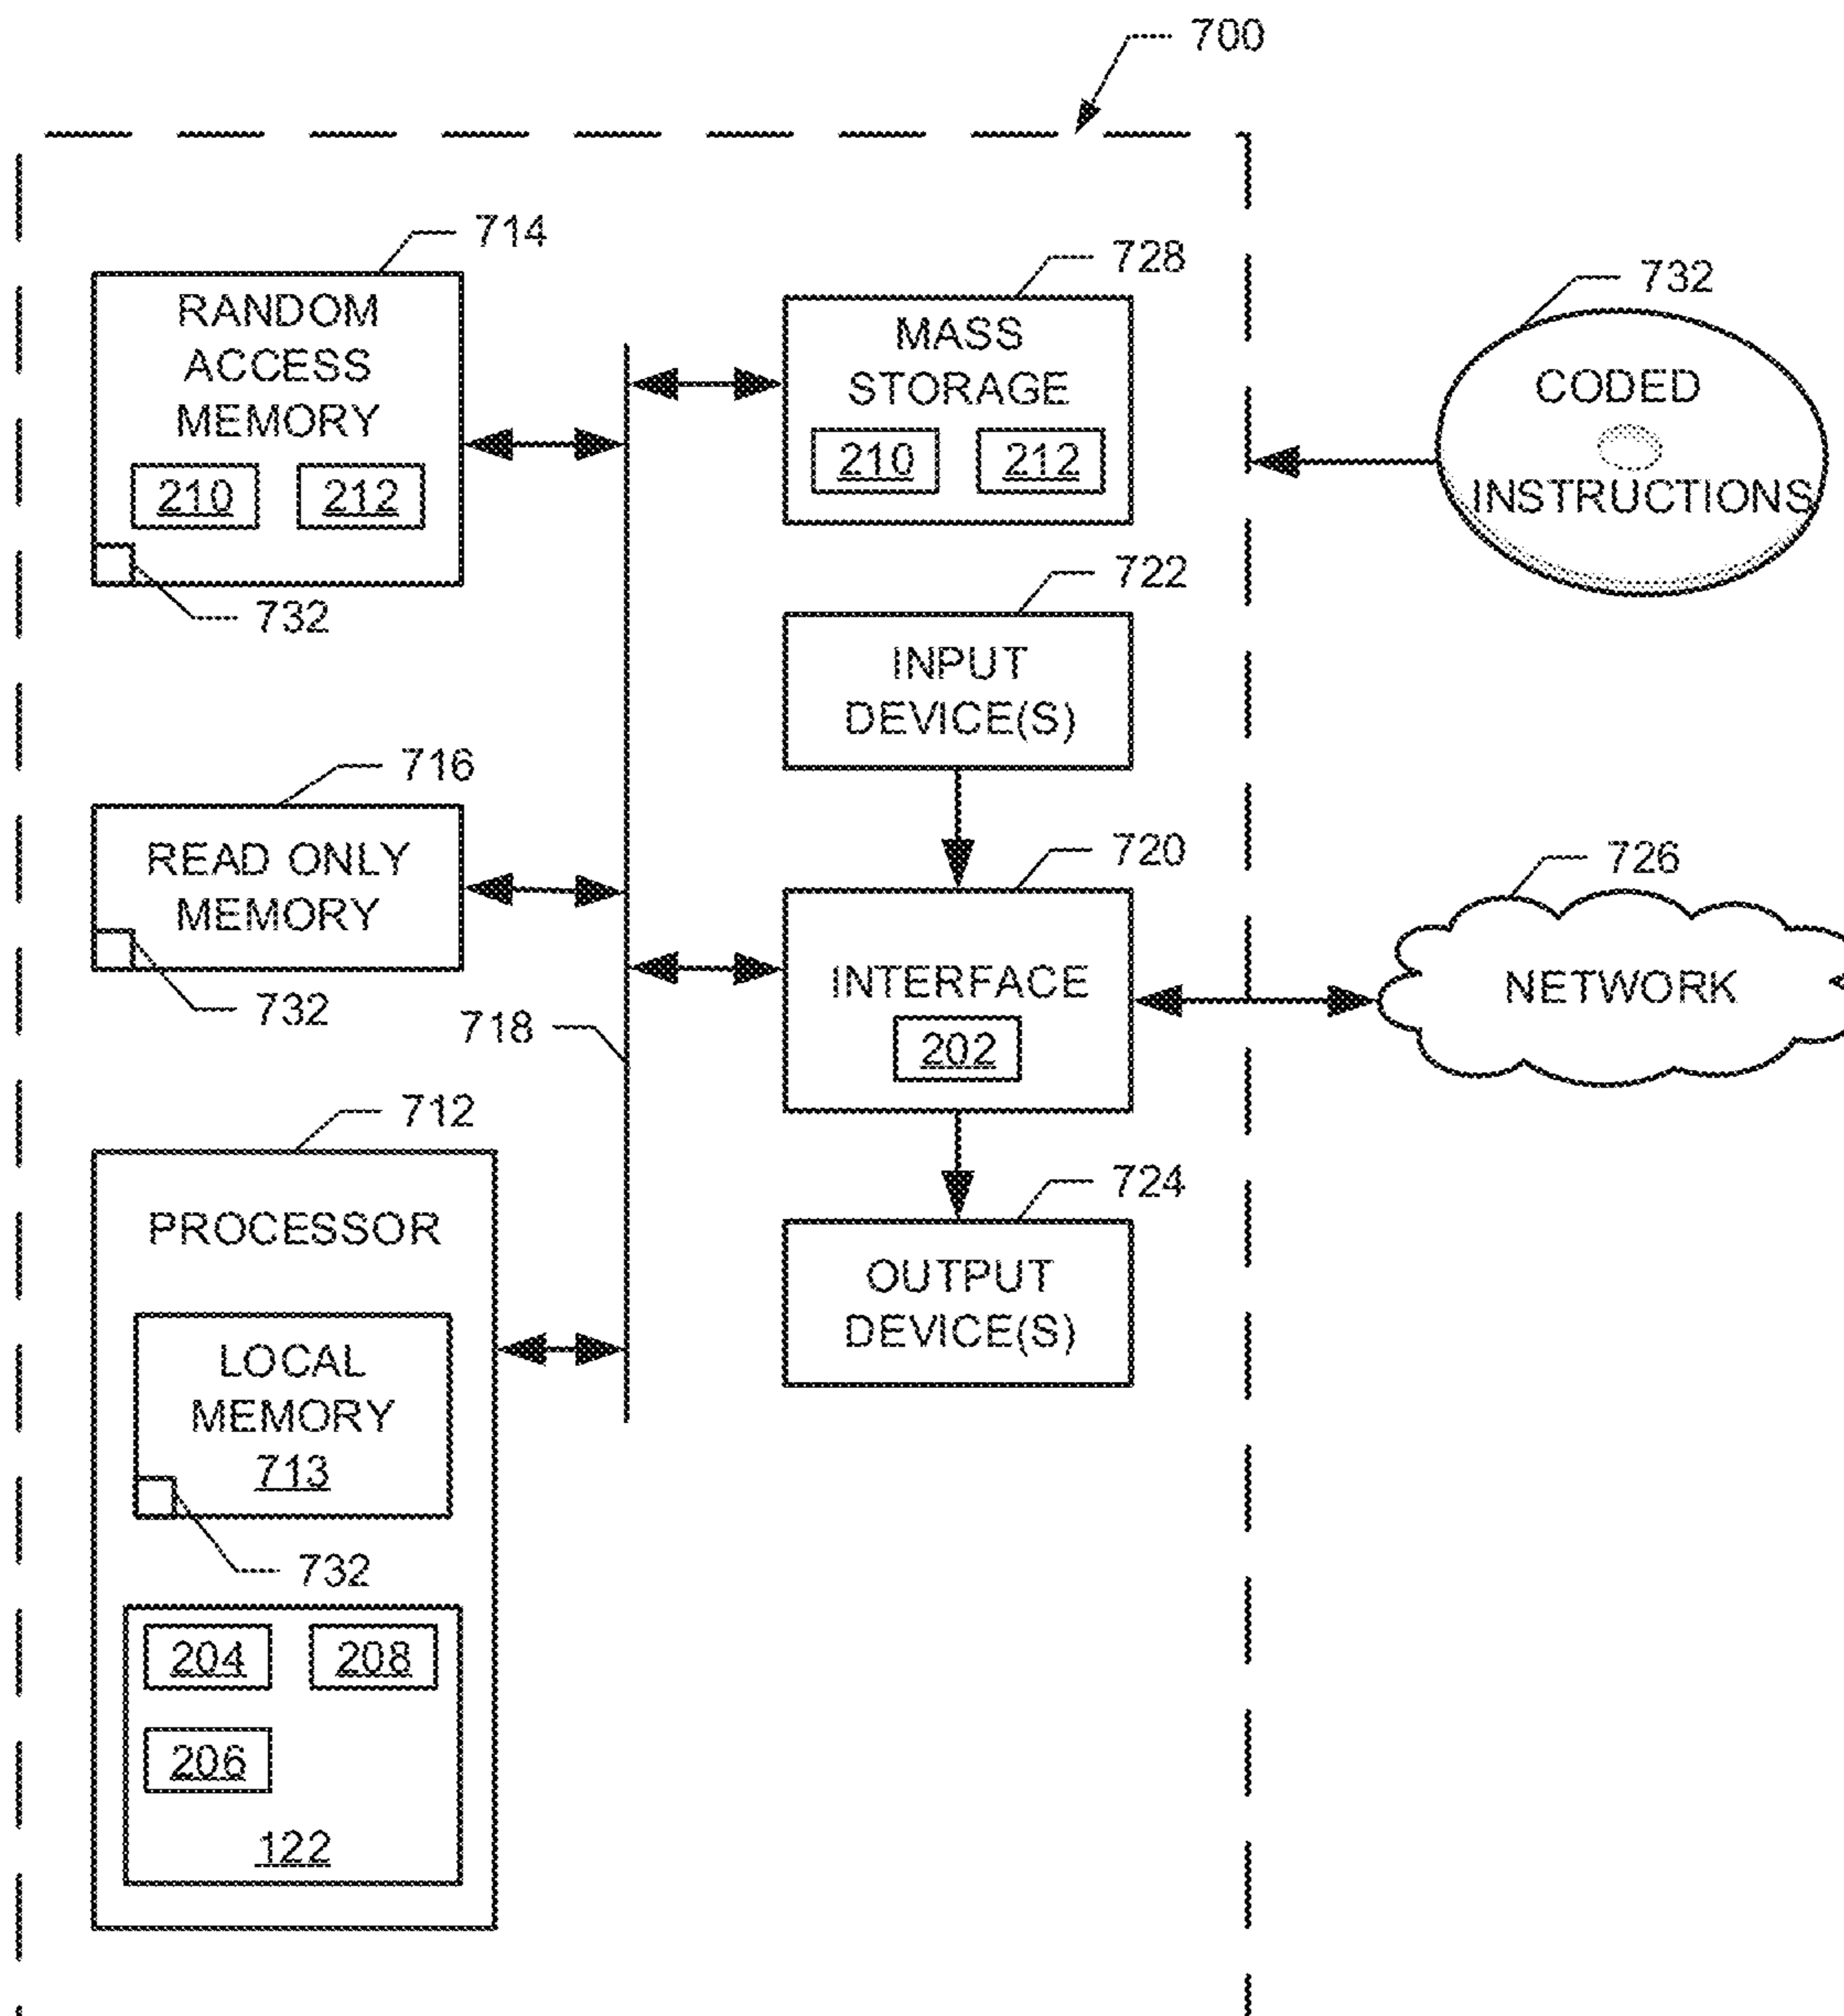 700
714
RANDOM
ACCESS
MEMORY
210 212
732
728
MASS
STORAGE
210 212
732
CODED
INSTRUCTIONS
722
INPUT
DEVICE(S)
716
READ ONLY
MEMORY
732
718
720
INTERFACE
202
726
NETWORK
712
PROCESSOR
LOCAL
MEMORY
713
732
204 208
206
122
724
OUTPUT
DEVICE(S)